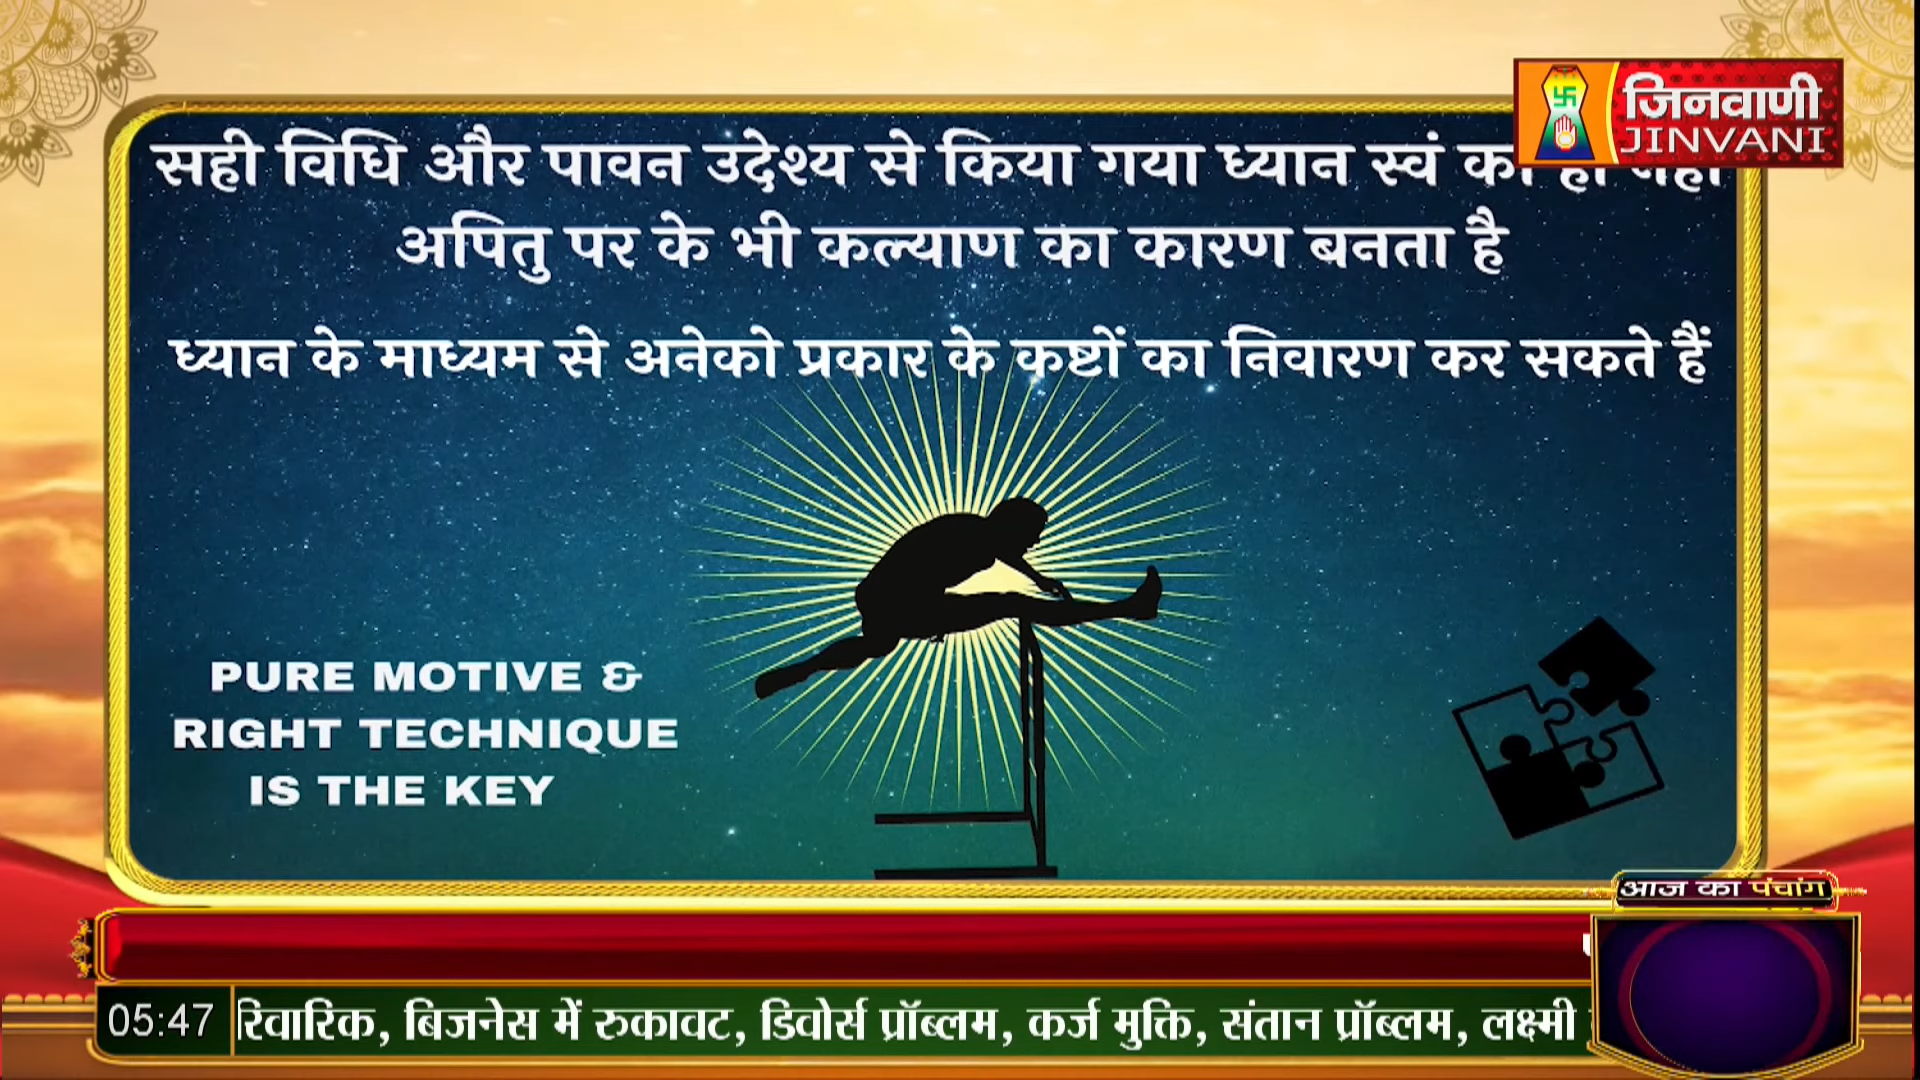 सही विधि और पावन उदेश्य से किया गया ध्यान स्वं का
अपितु पर के भी कल्याण का कारण बनता है
ध्यान के माध्यम से अनेको प्रकार के कष्टों का निवारण कर सकते हैं
जिनवाणी
JINVANI
PURE MOTIVE &
RIGHT TECHNIQUE
IS THE KEY
आज का पंचांग
05:47
रिवारिक, बिजनेस में रुकावट, डिवोर्स प्रॉब्लम, कर्ज मुक्ति, संतान प्रॉब्लम, लक्ष्मी